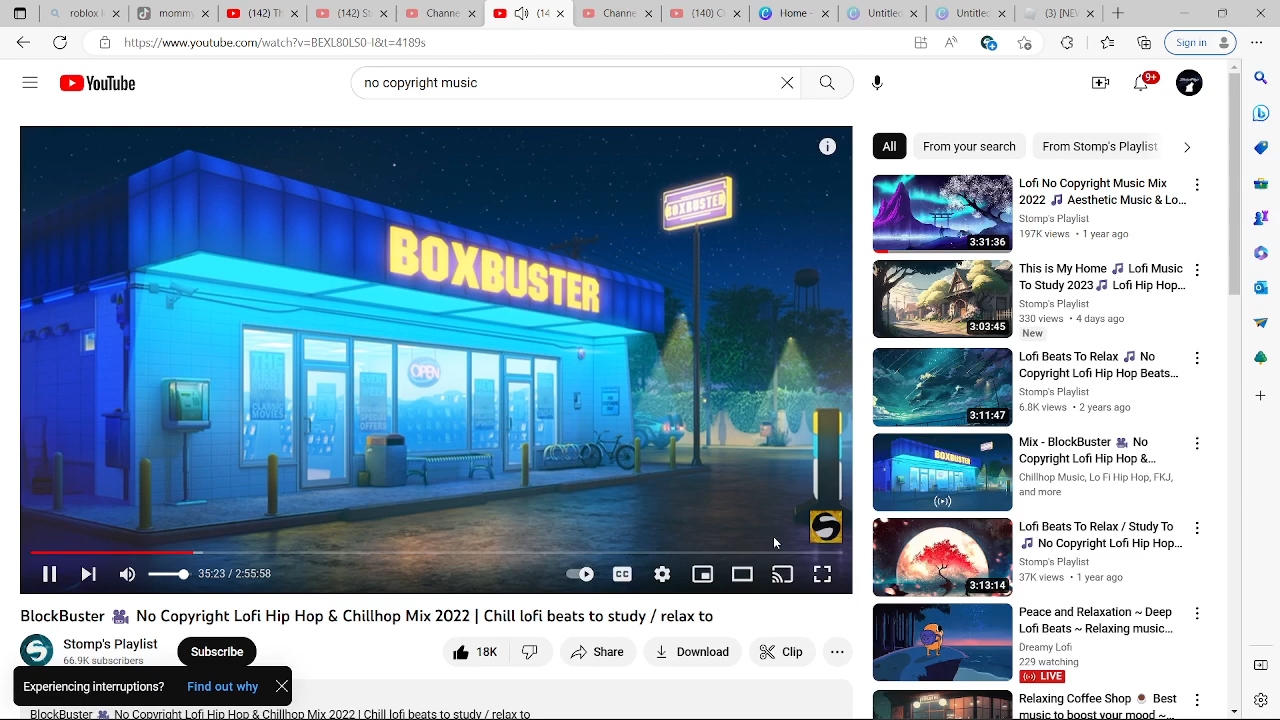 roblox l
mommy
(142) Th
(142) St
Channe
(14
Channe
(140) C
Home -
Untitlec
Untitlec
(3) [NEV
https://www.youtube.com/watch?v=BEXL80LS0-I&t=4189s
Sign in
YouTube
no copyright music
9+
All
From your search
From Stomp's Playlist
BOXBUSTER
BOXBUSTER
OPEN
CLASSIC
MOVIES
35:23 / 2:55:58
BlockBuster 🎥 No Copyright Lofi Hip Hop & Chillhop Mix 2022 | Chill lofi beats to study / relax to
Stomp's Playlist
66.9K subscribers
Subscribe
18K
Share
Download
Clip
Experiencing interruptions?
Find out why
BlockBuster 🎥 No Copyright Lofi Hip Hop Mix 2022 | Chill lofi beats to study / relax to
Lofi No Copyright Music Mix
2022 🎵 Aesthetic Music & Lo...
Stomp's Playlist
197K views • 1 year ago
3:31:36
This is My Home 🎵 Lofi Music
To Study 2023🎵 Lofi Hip Hop...
Stomp's Playlist
330 views • 4 days ago
3:03:45
New
Lofi Beats To Relax 🎵 No
Copyright Lofi Hip Hop Beats...
Stomp's Playlist
6.8K views • 2 years ago
3:11:47
Mix - BlockBuster 🎥 No
Copyright Lofi Hip Hop &...
Chillhop Music, Lo Fi Hip Hop, FKJ,
and more
BOXBUSTER
Lofi Beats To Relax / Study To
🎵 No Copyright Lofi Hip Hop...
Stomp's Playlist
37K views • 1 year ago
3:13:14
Peace and Relaxation ~ Deep
Lofi Beats ~ Relaxing music...
Dreamy Lofi
229 watching
LIVE
Relaxing Coffee Shop ☕ Best
music to boost your mood ~...